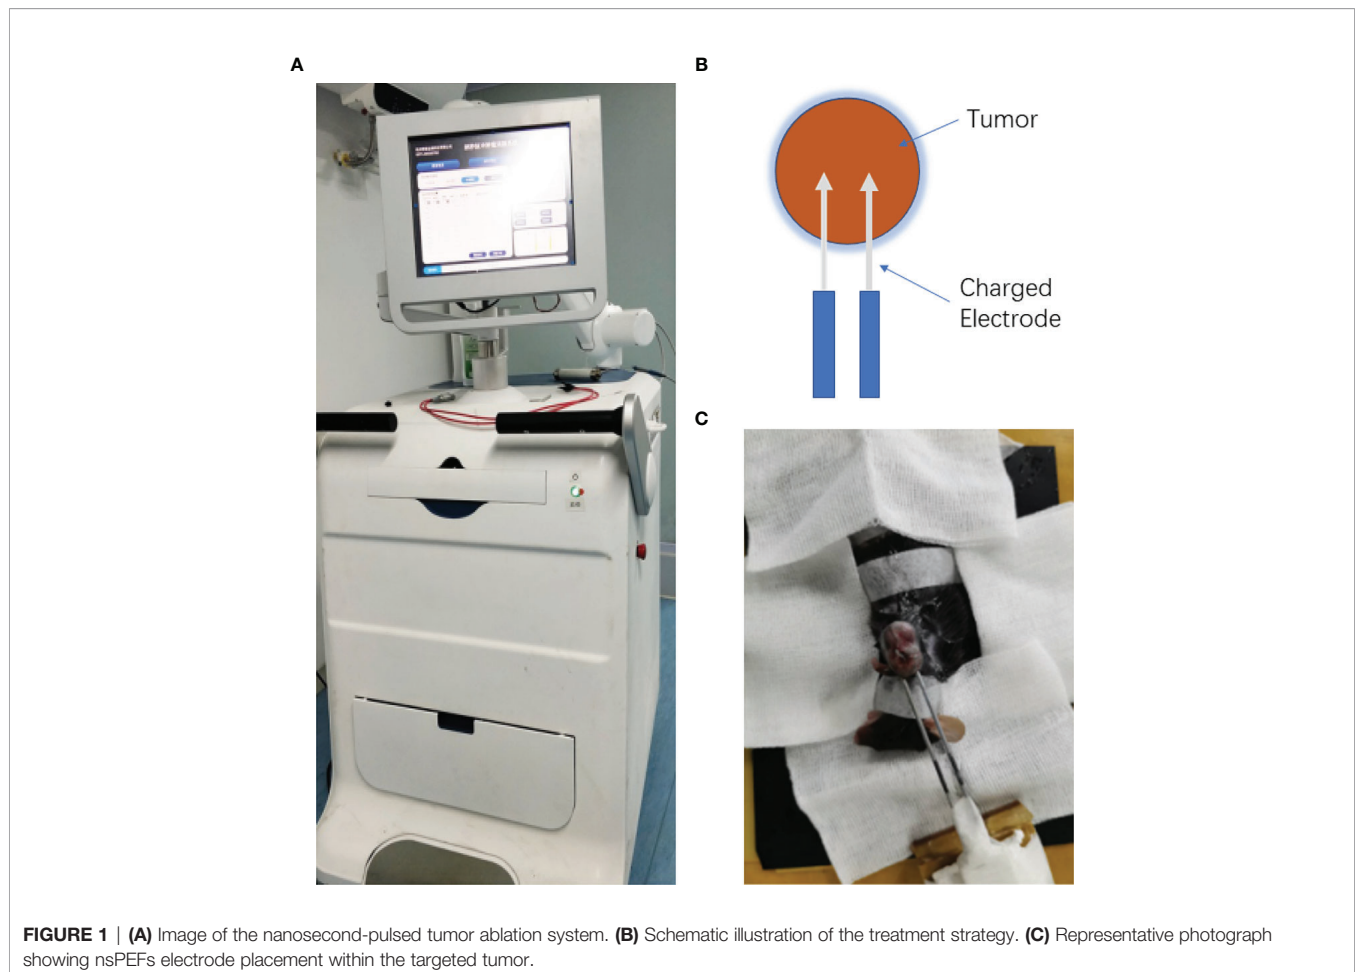 A
B
Tumor
Charged
Electrode
C
FIGURE 1 | (A) Image of the nanosecond-pulsed tumor ablation system. (B) Schematic illustration of the treatment strategy. (C) Representative photograph
showing nsPEFs electrode placement within the targeted tumor.